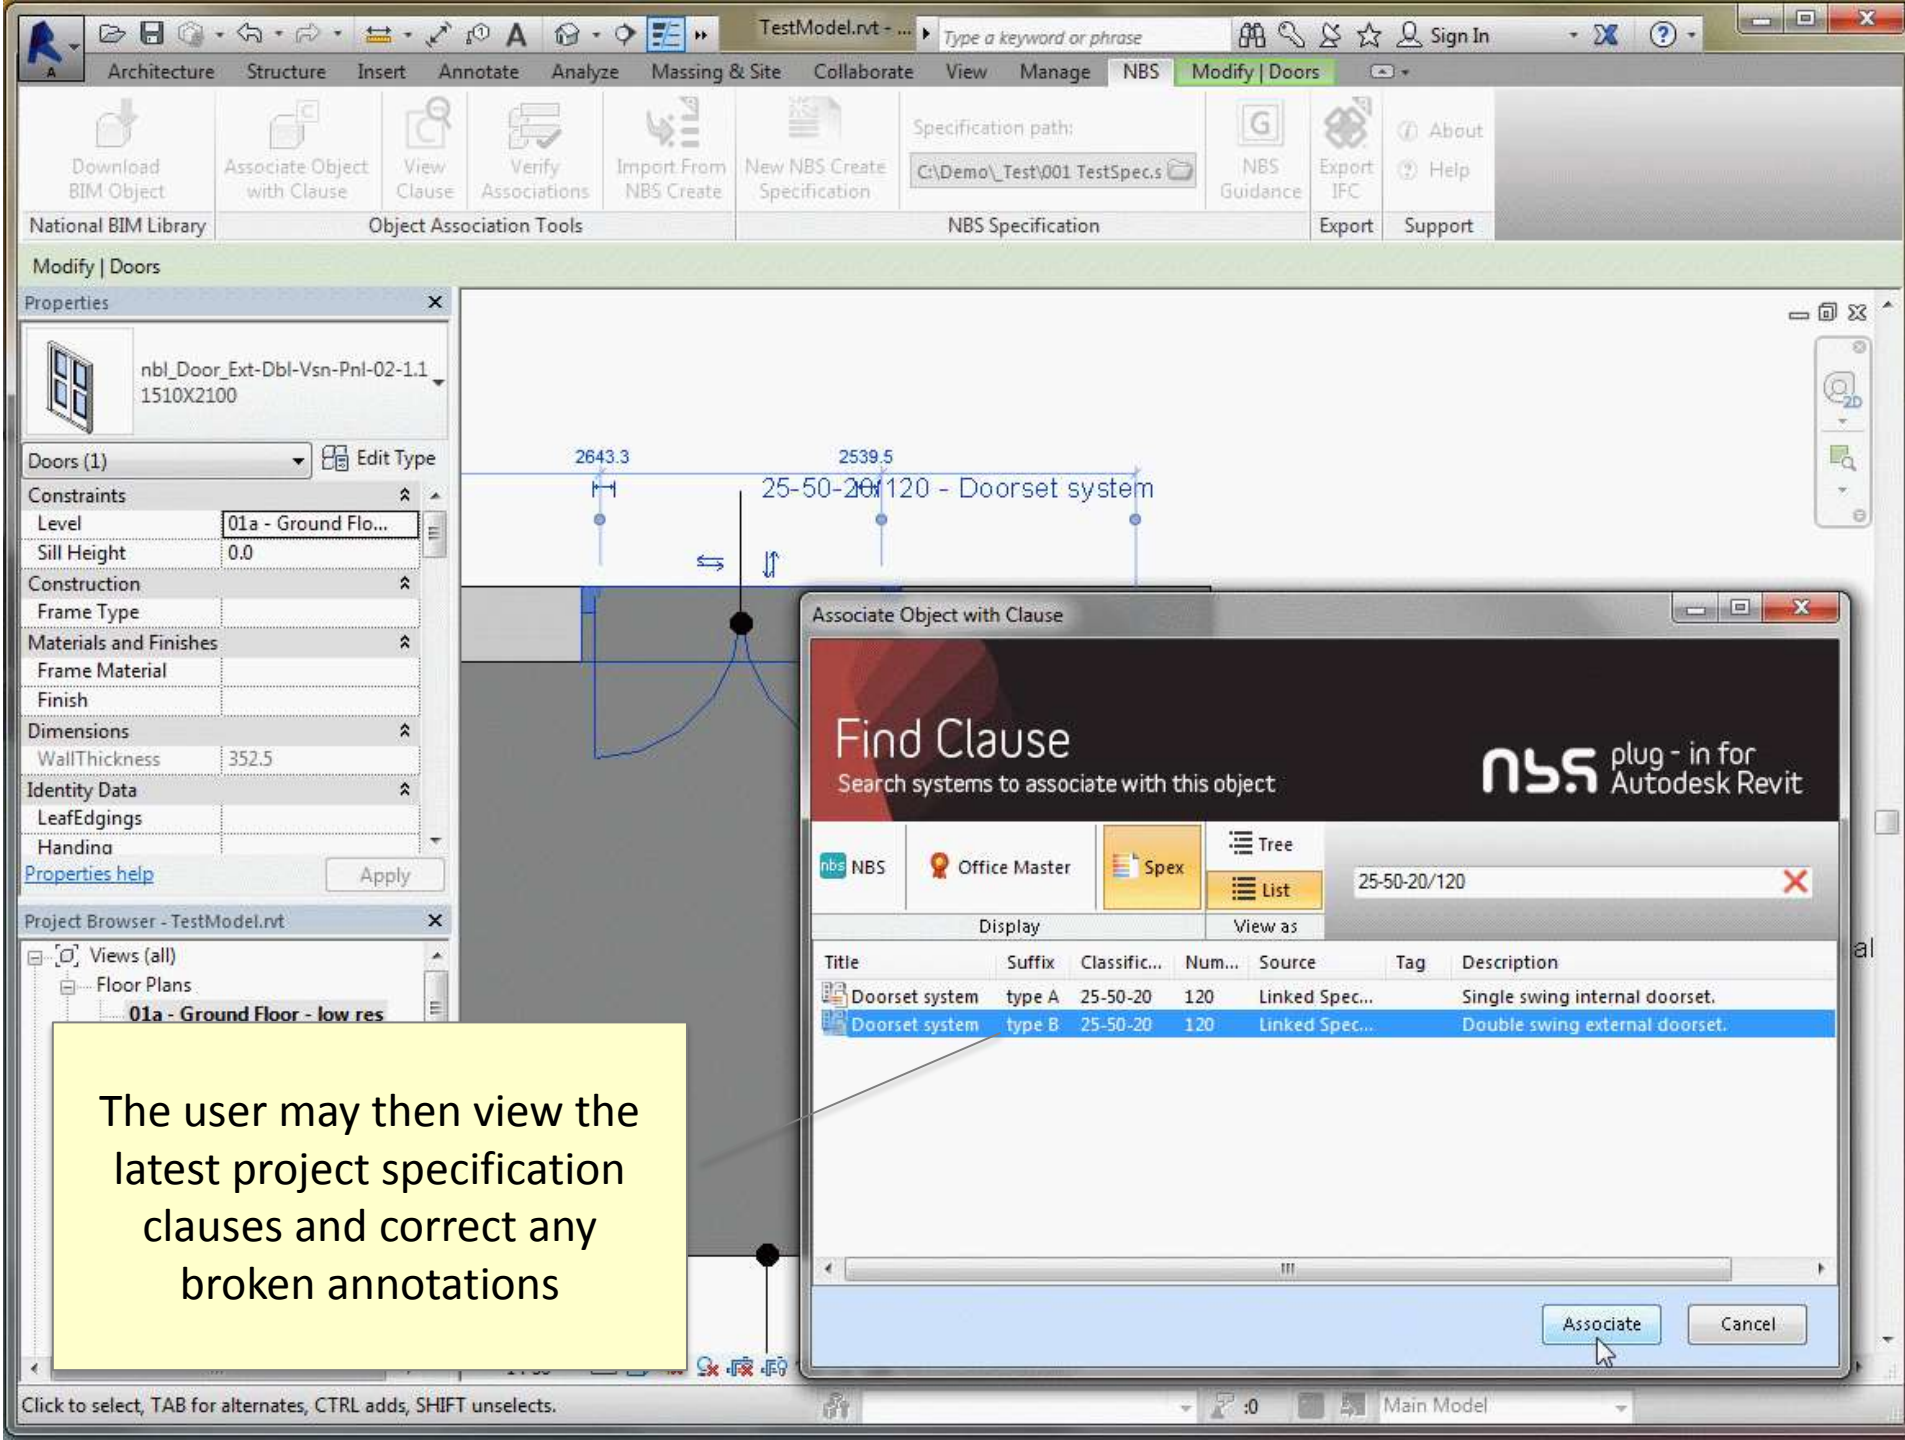 TestModel.rvt - ...
Type a keyword or phrase
Sign In
Architecture Structure Insert Annotate Analyze Massing & Site Collaborate View Manage NBS Modify | Doors
Download
BIM Object
Associate Object
with Clause
View
Clause
Verify
Associations
Import From
NBS Create
New NBS Create
Specification
Specification path:
C:\Demo\_Test\001 TestSpec.s
NBS
Guidance
Export
IFC
About
Help
National BIM Library
Object Association Tools
NBS Specification
Export
Support
Modify | Doors
Properties
nbl_Door_Ext-Dbl-Vsn-Pnl-02-1.1
1510X2100
Doors (1)
Edit Type
Constraints
Level 01a - Ground Flo...
Sill Height 0.0
Construction
Frame Type
Materials and Finishes
Frame Material
Finish
Dimensions
WallThickness 352.5
Identity Data
LeafEdgings
Handing
Properties help
Apply
Project Browser - TestModel.rvt
Views (all)
Floor Plans
01a - Ground Floor - low res
2643.3
2539.5
25-50-20/120 - Doorset system
2D
Associate Object with Clause
Find Clause
Search systems to associate with this object
nbs plug-in for
Autodesk Revit
nbs NBS
Office Master
Spex
Tree
List
25-50-20/120
Display
View as
Title Suffix Classific... Num... Source Tag Description
Doorset system type A 25-50-20 120 Linked Spec... Single swing internal doorset.
Doorset system type B 25-50-20 120 Linked Spec... Double swing external doorset.
Associate
Cancel
al
The user may then view the
latest project specification
clauses and correct any
broken annotations
Click to select, TAB for alternates, CTRL adds, SHIFT unselects.
:0
Main Model